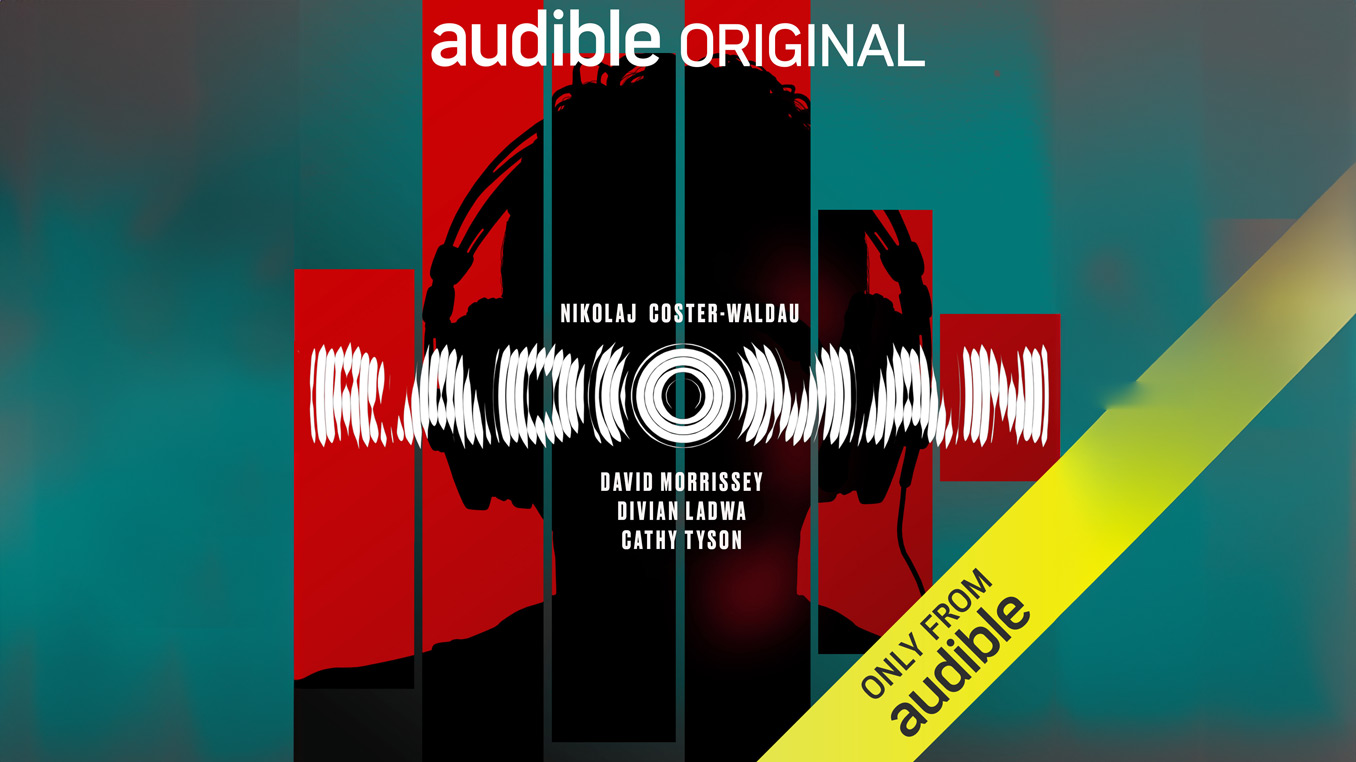 audible ORIGINAL
NIKOLAJ COSTER-WALDAU
RADIOMAN
DAVID MORRISSEY
DIVIAN LADWA
CATHY TYSON
ONLY FROM
audible